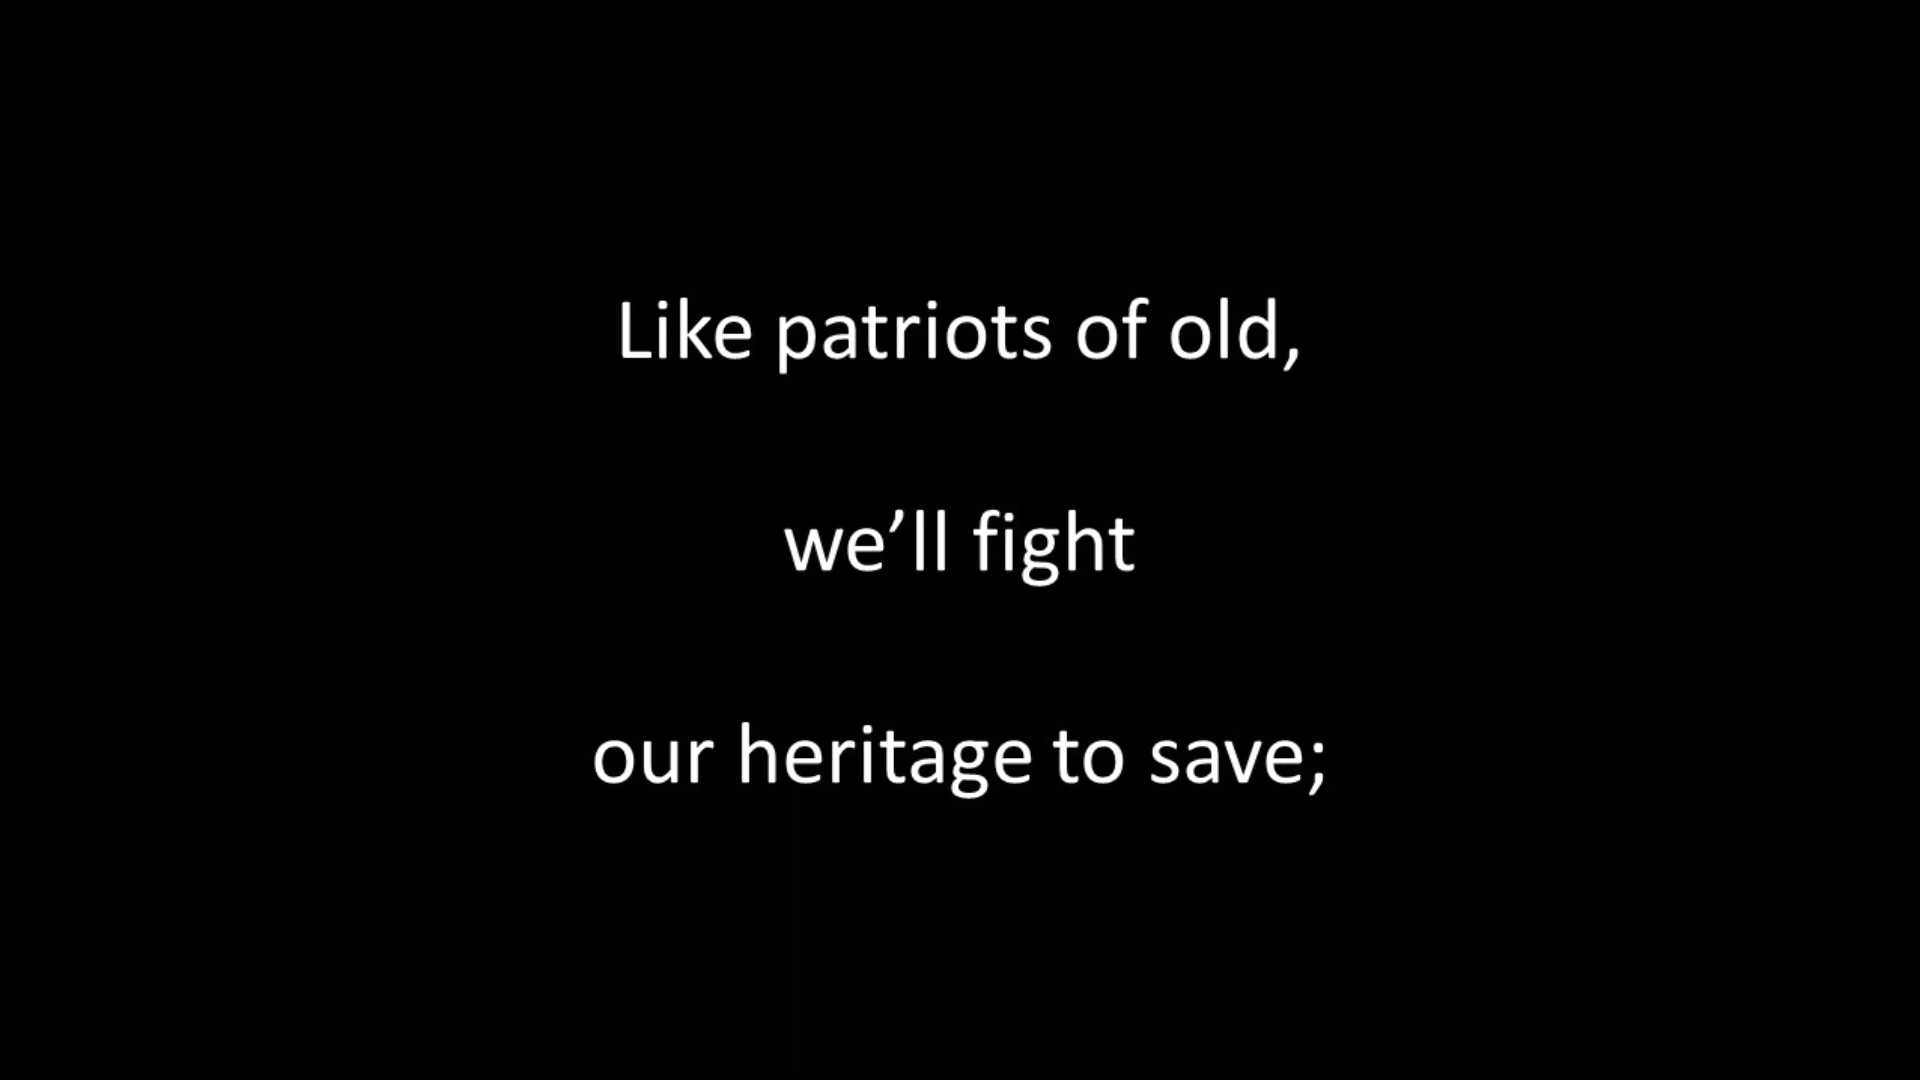 Like patriots of old,
we’ll fight
our heritage to save;